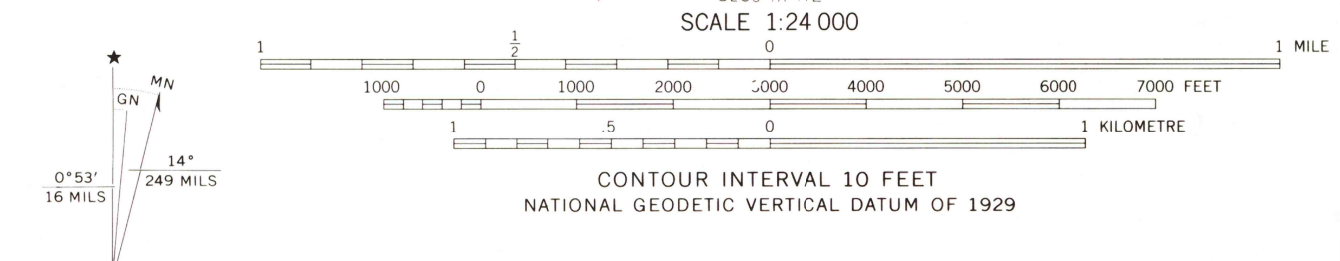 SCALE 1:24 000
1 ½ 0 1 MILE
1000 0 1000 2000 3000 4000 5000 6000 7000 FEET
1 .5 0 1 KILOMETRE
CONTOUR INTERVAL 10 FEET
NATIONAL GEODETIC VERTICAL DATUM OF 1929
★
MN
GN
14°
249 MILS
0°53′
16 MILS